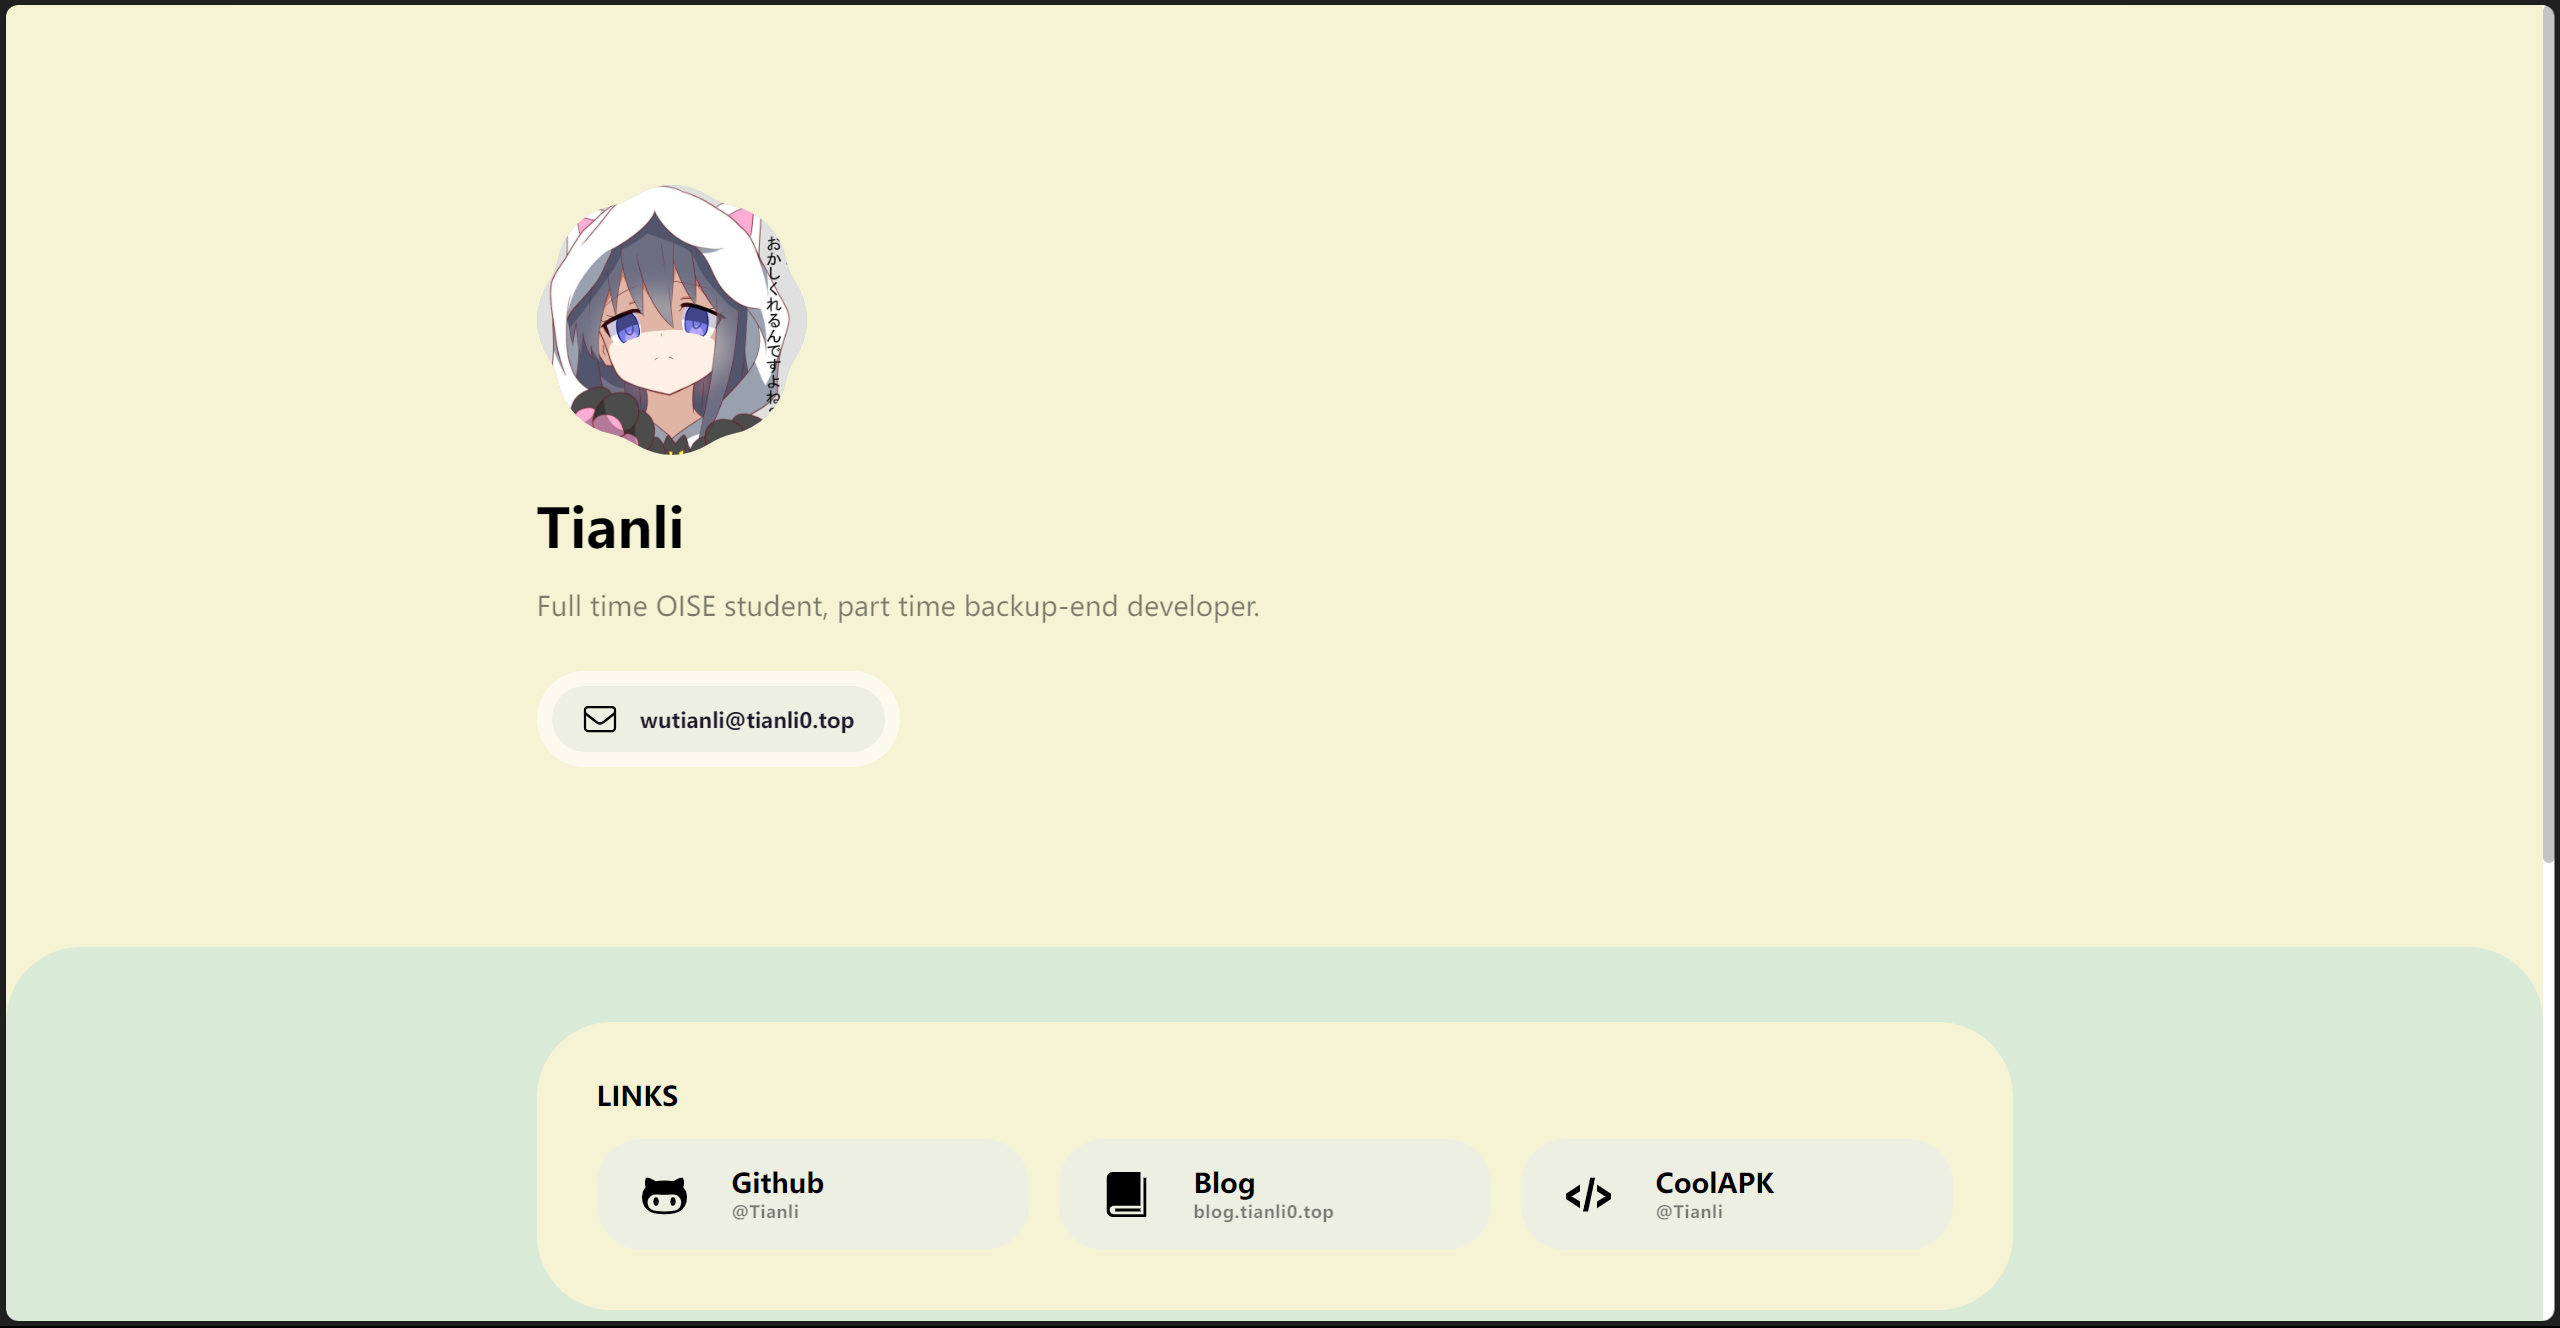 おかしくれるんですよね
Tianli
Full time OISE student, part time backup-end developer.
wutianli@tianli0.top
LINKS
Github
@Tianli
Blog
blog.tianli0.top
CoolAPK
@Tianli